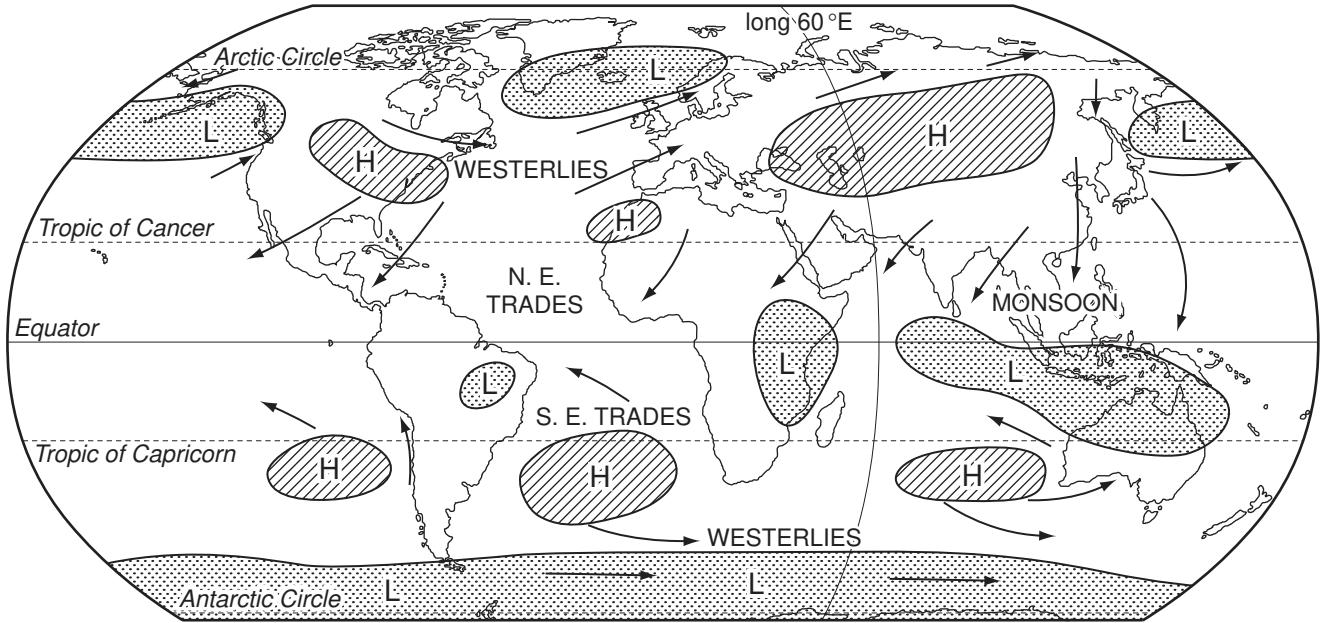 long 60 °E
Arctic Circle
L
L
L
H
H
WESTERLIES
H
Tropic of Cancer
N. E.
TRADES
MONSOON
Equator
L
L
L
S. E. TRADES
Tropic of Capricorn
H
H
H
WESTERLIES
L
L
Antarctic Circle